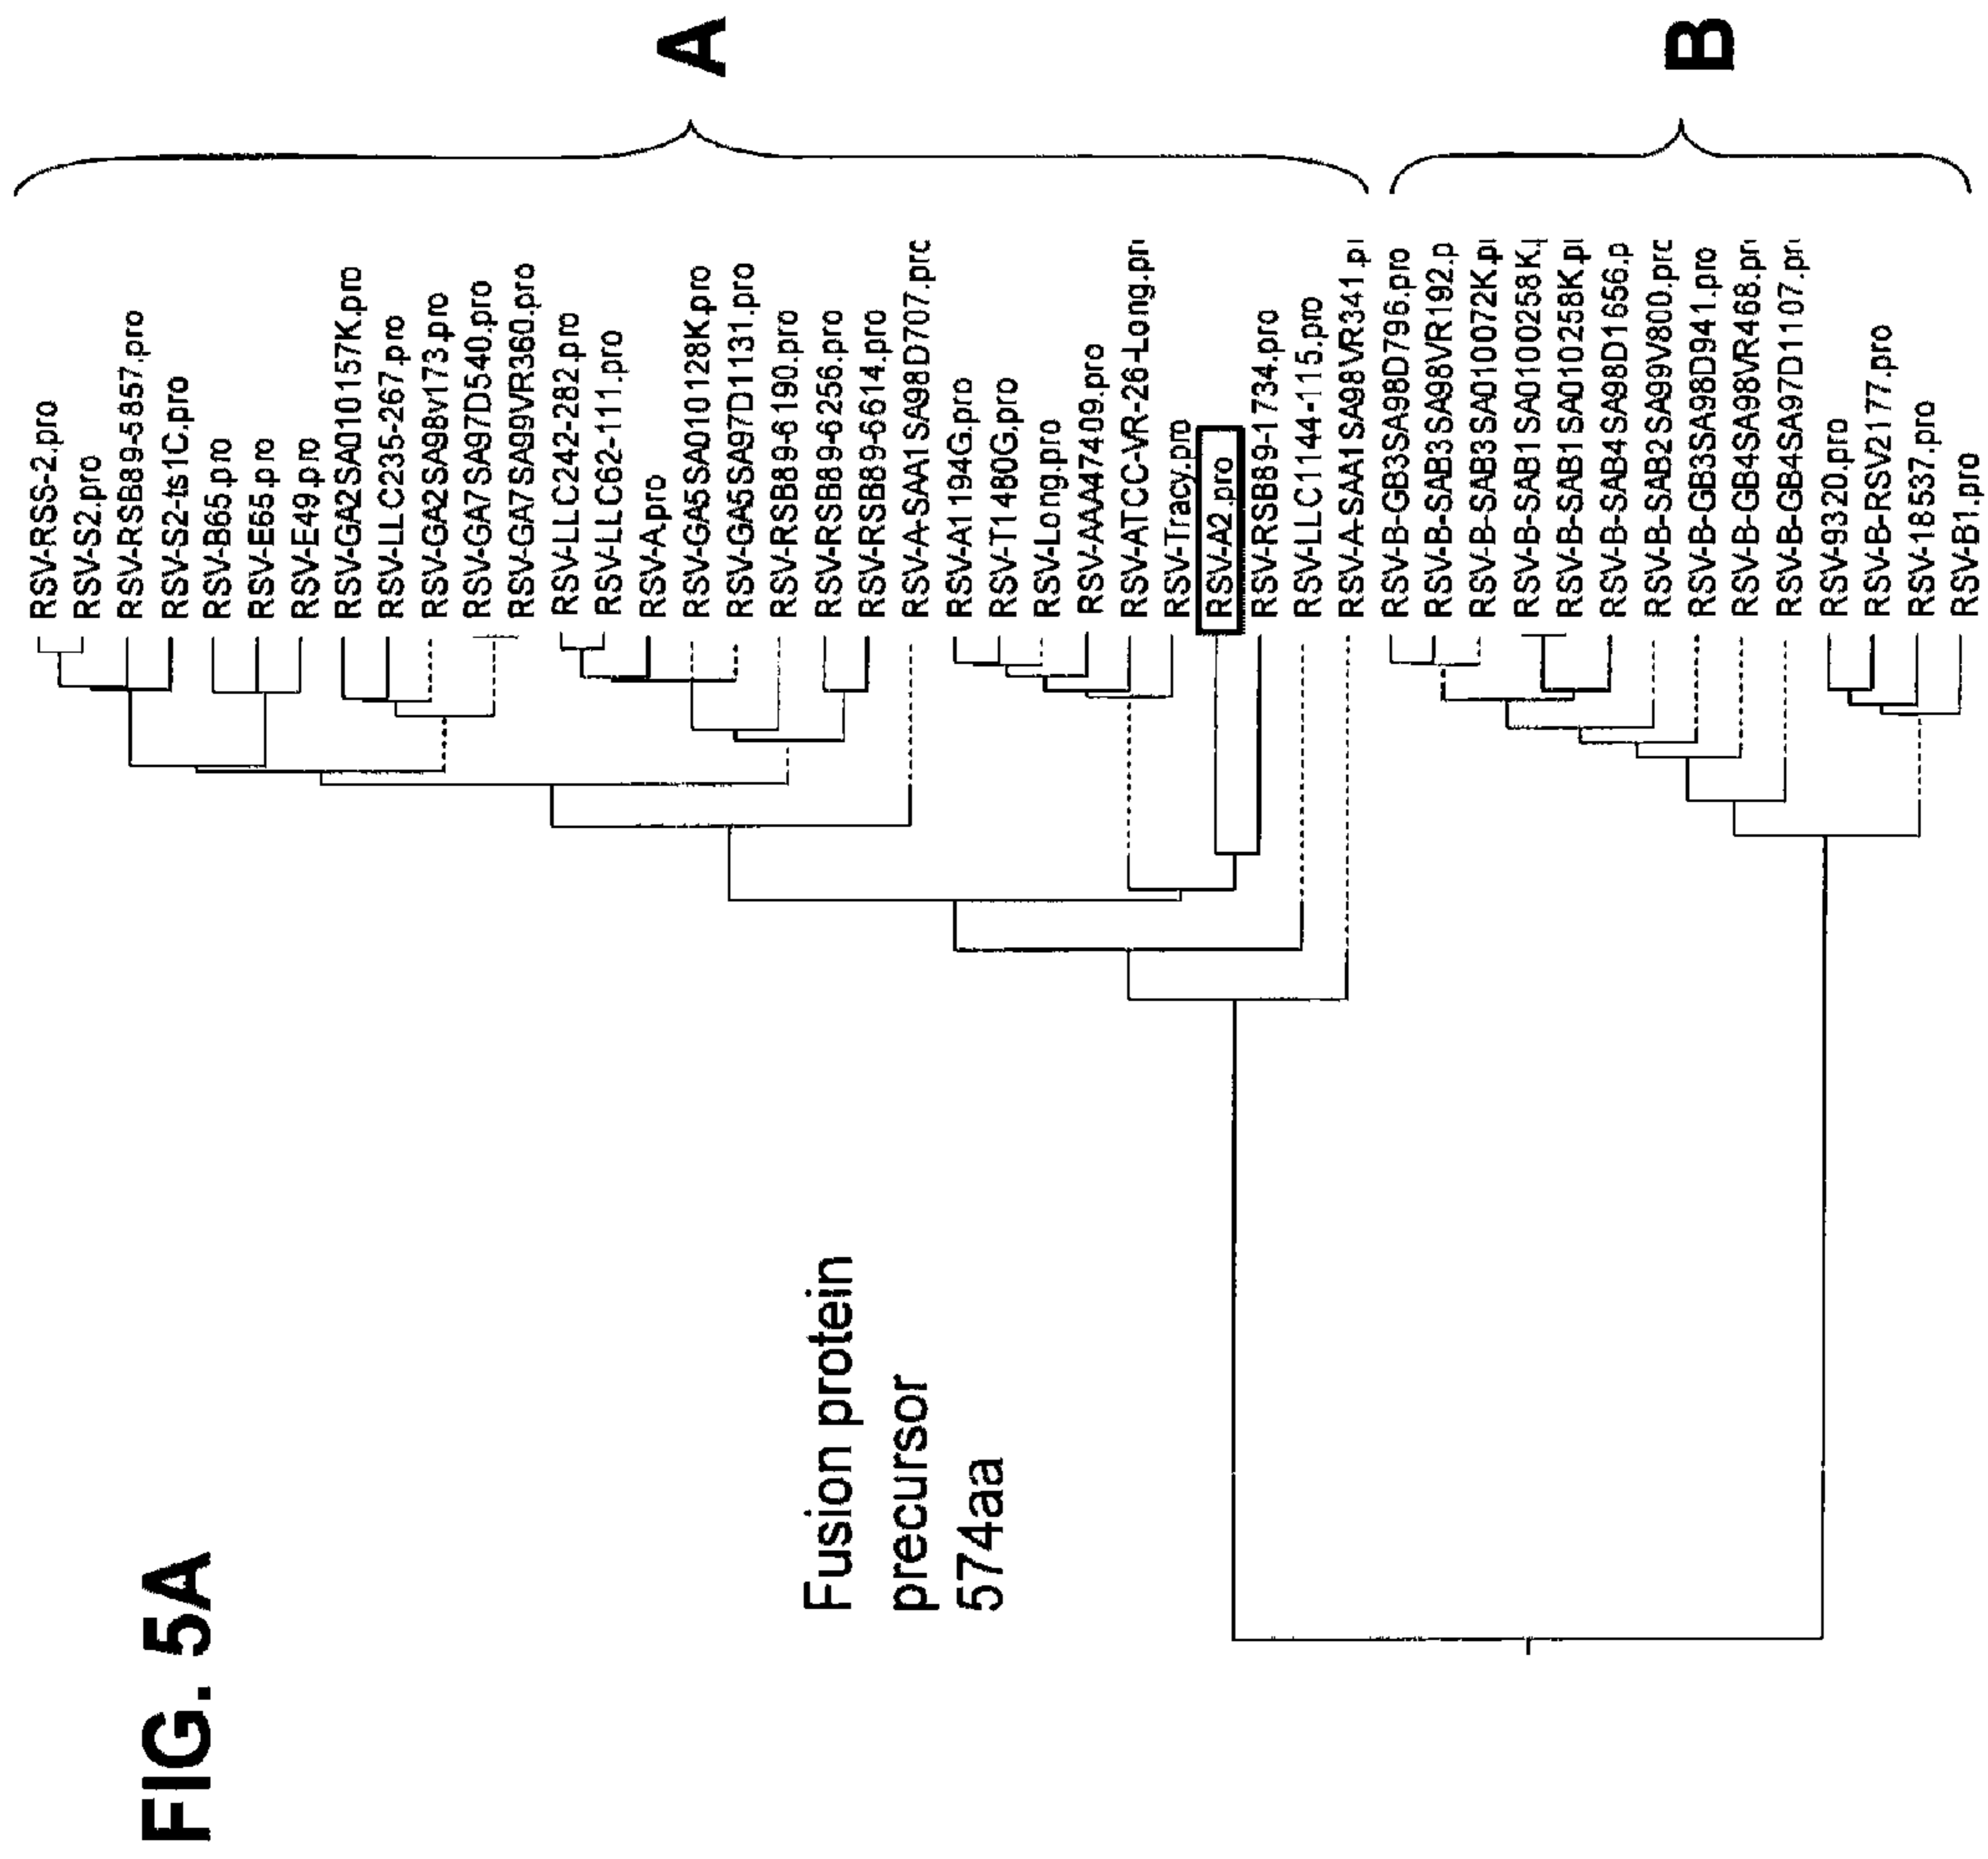 FIG. 5A
Fusion protein
precursor
574aa
RSV-RSS-2.pro
RSV-S2.pro
RSV-RSB89-5857.pro
RSV-S2-ts1C.pro
RSV-B65.pro
RSV-E65.pro
RSV-E49.pro
RSV-GA2SA010157K.pro
RSV-LLC235-267.pro
RSV-GA2SA98v173.pro
RSV-GA7SA97D540.pro
RSV-GA7SA99VR360.pro
RSV-LLC242-282.pro
RSV-LLC62-111.pro
RSV-A.pro
RSV-GA5SA010128K.pro
RSV-GA5SA97D1131.pro
RSV-RSB89-6190.pro
RSV-RSB89-6256.pro
RSV-RSB89-6614.pro
RSV-A-SAA1SA98D707.prc
RSV-A1194G.pro
RSV-T1480G.pro
RSV-Long.pro
RSV-AAA47409.pro
RSV-ATCC-VR-26-Long.pr
RSV-Tracy.pro
RSV-A2.pro
RSV-RSB89-1734.pro
RSV-LLC1144-115.pro
RSV-A-SAA1SA98VR341.p
A
RSV-B-GB3SA98D796.pro
RSV-B-SAB3SA98VR192.p
RSV-B-SAB3SA010072K.p
RSV-B-SAB1SA0100258K.
RSV-B-SAB1SA010258K.p
RSV-B-SAB4SA98D1656.p
RSV-B-SAB2SA99V800.prc
RSV-B-GB3SA98D941.pro
RSV-B-GB4SA98VR468.pr
RSV-B-GB4SA97D1107.pr
RSV-9320.pro
RSV-B-RSV2177.pro
RSV-18537.pro
RSV-B1.pro
B